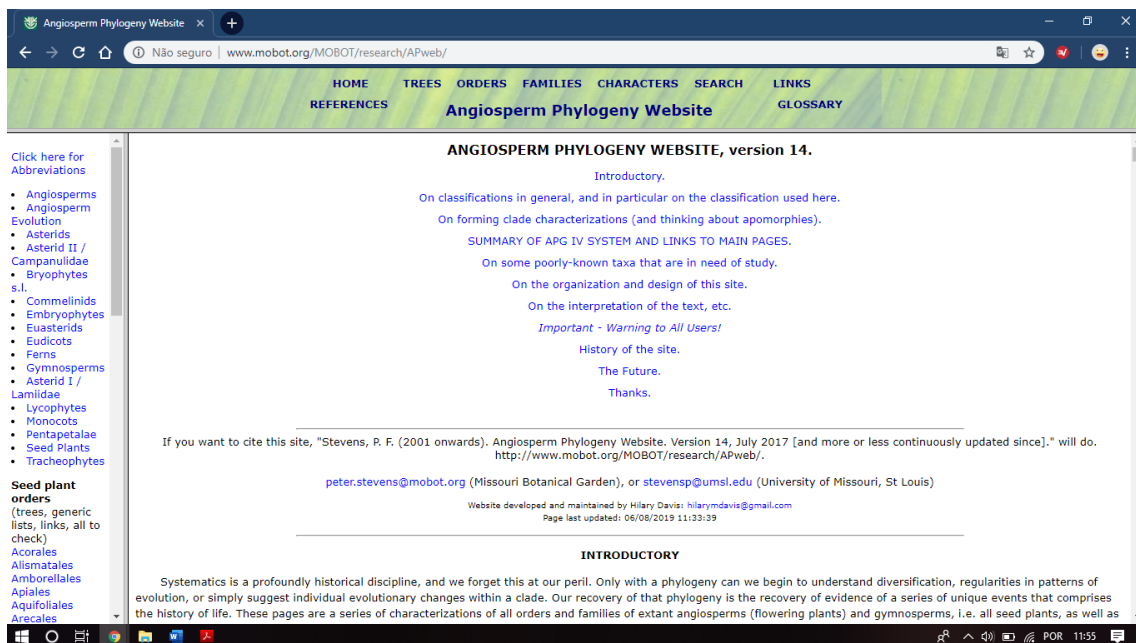 Angiosperm Phylogeny Website
Não seguro | www.mobot.org/MOBOT/research/APweb/
HOME TREES ORDERS FAMILIES CHARACTERS SEARCH LINKS
REFERENCES Angiosperm Phylogeny Website GLOSSARY
Click here for
Abbreviations
• Angiosperms
• Angiosperm
Evolution
• Asterids
• Asterid II /
Campanulidae
• Bryophytes
s.l.
• Commelinids
• Embryophytes
• Euasterids
• Eudicots
• Ferns
• Gymnosperms
• Asterid I /
Lamiidae
• Lycophytes
• Monocots
• Pentapetalae
• Seed Plants
• Tracheophytes
Seed plant
orders
(trees, generic
lists, links, all to
check)
Acorales
Alismatales
Amborellales
Apiales
Aquifoliales
Arecales
ANGIOSPERM PHYLOGENY WEBSITE, version 14.
Introductory.
On classifications in general, and in particular on the classification used here.
On forming clade characterizations (and thinking about apomorphies).
SUMMARY OF APG IV SYSTEM AND LINKS TO MAIN PAGES.
On some poorly-known taxa that are in need of study.
On the organization and design of this site.
On the interpretation of the text, etc.
Important - Warning to All Users!
History of the site.
The Future.
Thanks.
If you want to cite this site, "Stevens, P. F. (2001 onwards). Angiosperm Phylogeny Website. Version 14, July 2017 [and more or less continuously updated since]." will do.
http://www.mobot.org/MOBOT/research/APweb/.
peter.stevens@mobot.org (Missouri Botanical Garden), or stevensp@umsl.edu (University of Missouri, St Louis)
Website developed and maintained by Hilary Davis: hilarymdavis@gmail.com
Page last updated: 06/08/2019 11:33:39
INTRODUCTORY
Systematics is a profoundly historical discipline, and we forget this at our peril. Only with a phylogeny can we begin to understand diversification, regularities in patterns of
evolution, or simply suggest individual evolutionary changes within a clade. Our recovery of that phylogeny is the recovery of evidence of a series of unique events that comprises
the history of life. These pages are a series of characterizations of all orders and families of extant angiosperms (flowering plants) and gymnosperms, i.e. all seed plants, as well as
POR 11:55